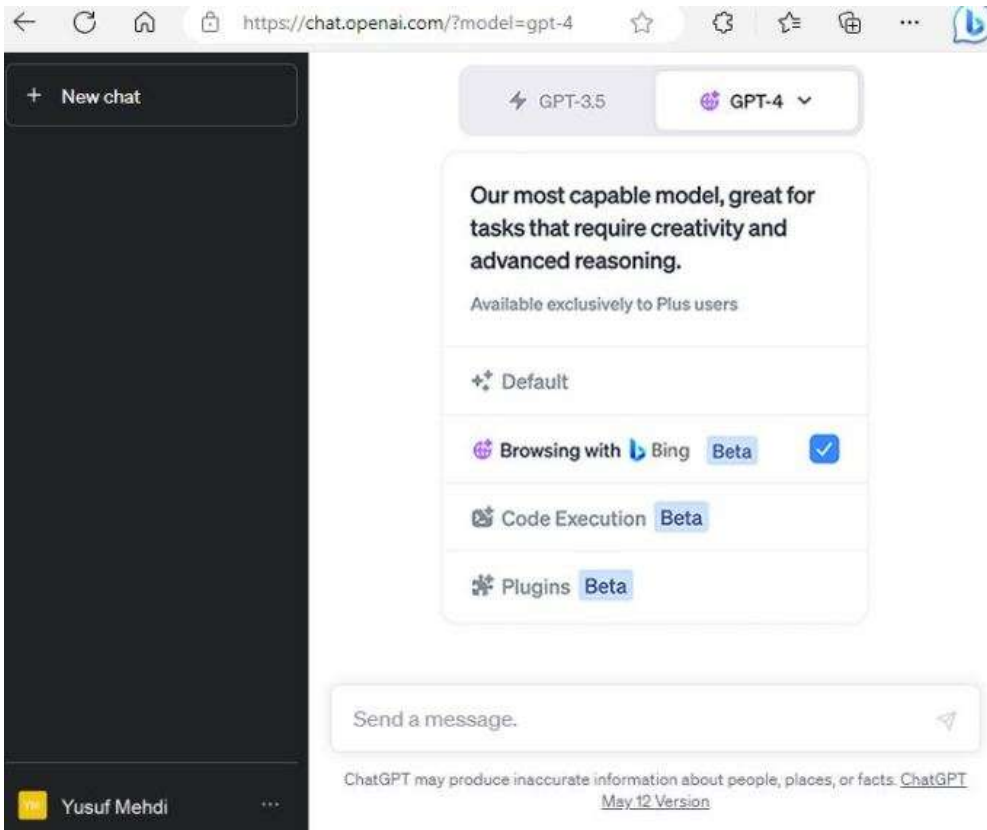 https://chat.openai.com/?model=gpt-4
+ New chat
GPT-3.5 GPT-4
Our most capable model, great for
tasks that require creativity and
advanced reasoning.
Available exclusively to Plus users
Default
Browsing with Bing Beta
Code Execution Beta
Plugins Beta
Send a message.
ChatGPT may produce inaccurate information about people, places, or facts. ChatGPT
May 12 Version
YM Yusuf Mehdi ...